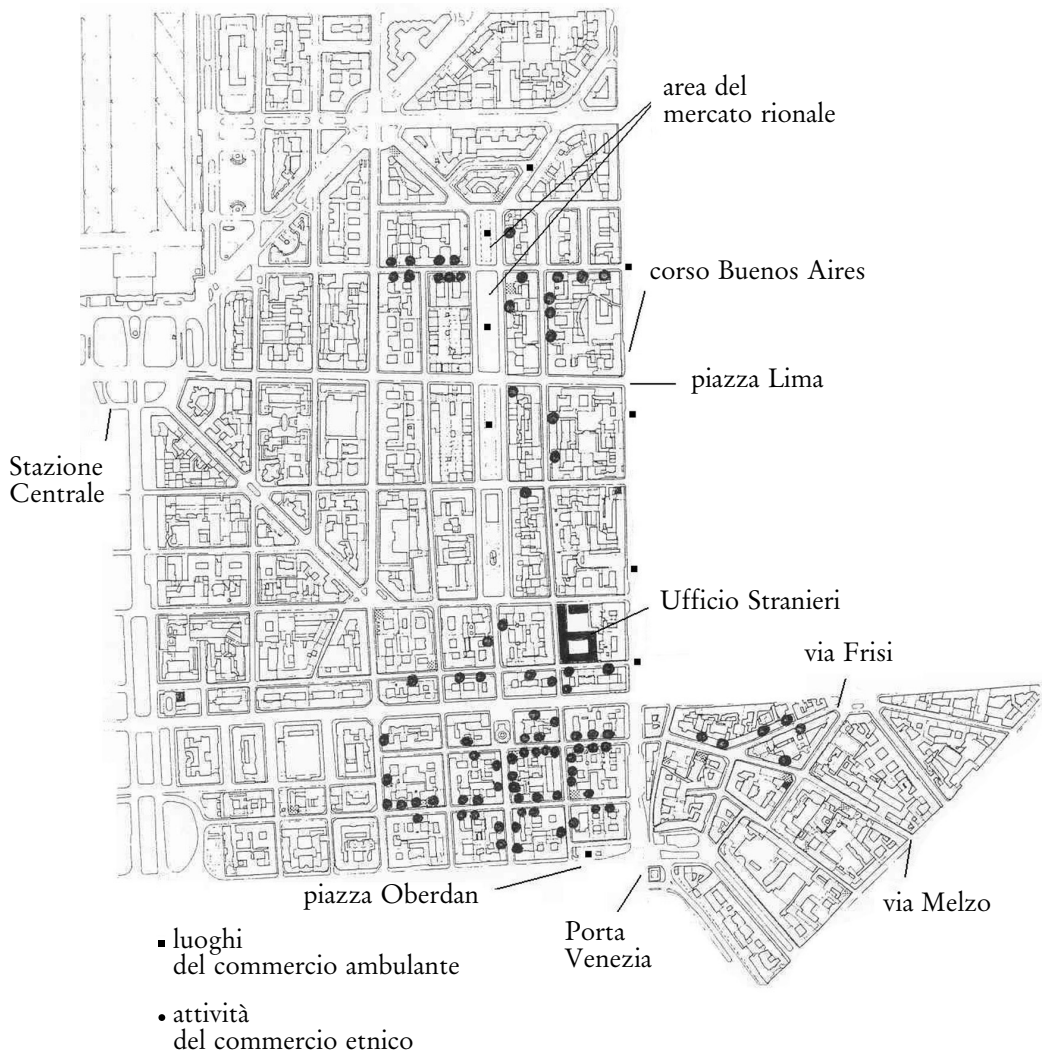 area del
mercato rionale
corso Buenos Aires
piazza Lima
Stazione
Centrale
Ufficio Stranieri
via Frisi
piazza Oberdan
via Melzo
Porta
Venezia
luoghi
del commercio ambulante
attività
del commercio etnico